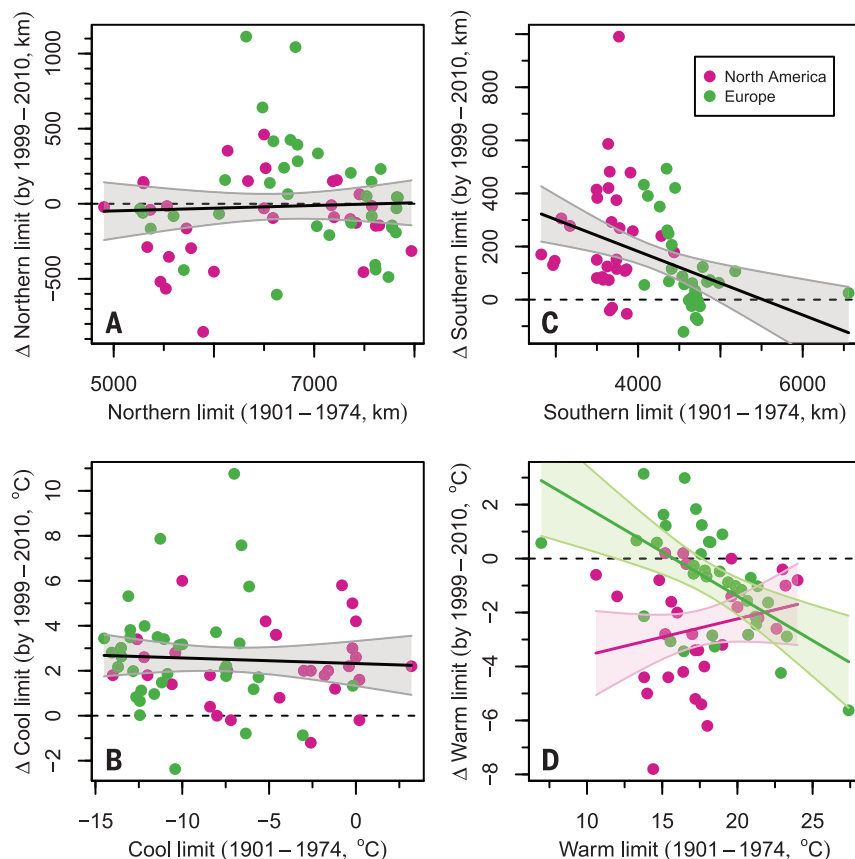 Δ Northern limit (by 1999–2010, km)
1000
500
0
−500
A
5000
7000
Northern limit (1901–1974, km)
Δ Southern limit (by 1999–2010, km)
800
600
400
200
0
North America
Europe
C
4000
5000
6000
Southern limit (1901–1974, km)
Δ Cool limit (by 1999–2010, °C)
10
8
6
4
2
0
−2
B
−15
−10
−5
0
Cool limit (1901–1974, °C)
Δ Warm limit (by 1999–2010, °C)
2
0
−2
−4
−6
−8
D
10
15
20
25
Warm limit (1901–1974, °C)